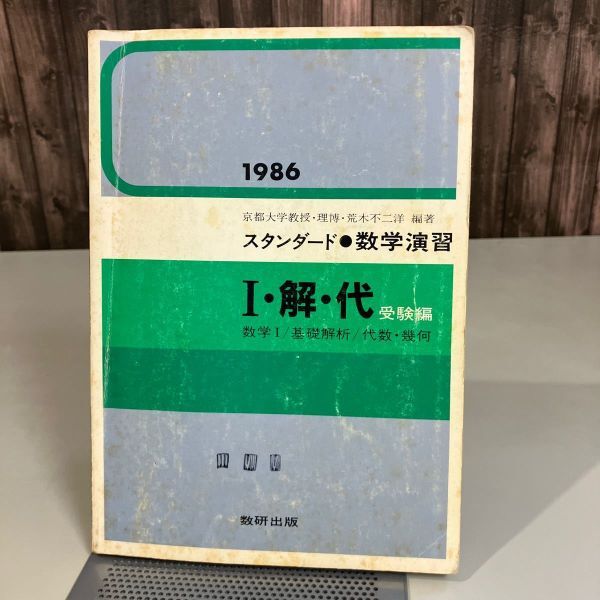 1986
京都大学教授・理博・荒木不二洋 編著
スタンダード●数学演習
I・解・代 受験編
数学I/基礎解析/代数・幾何
数研出版